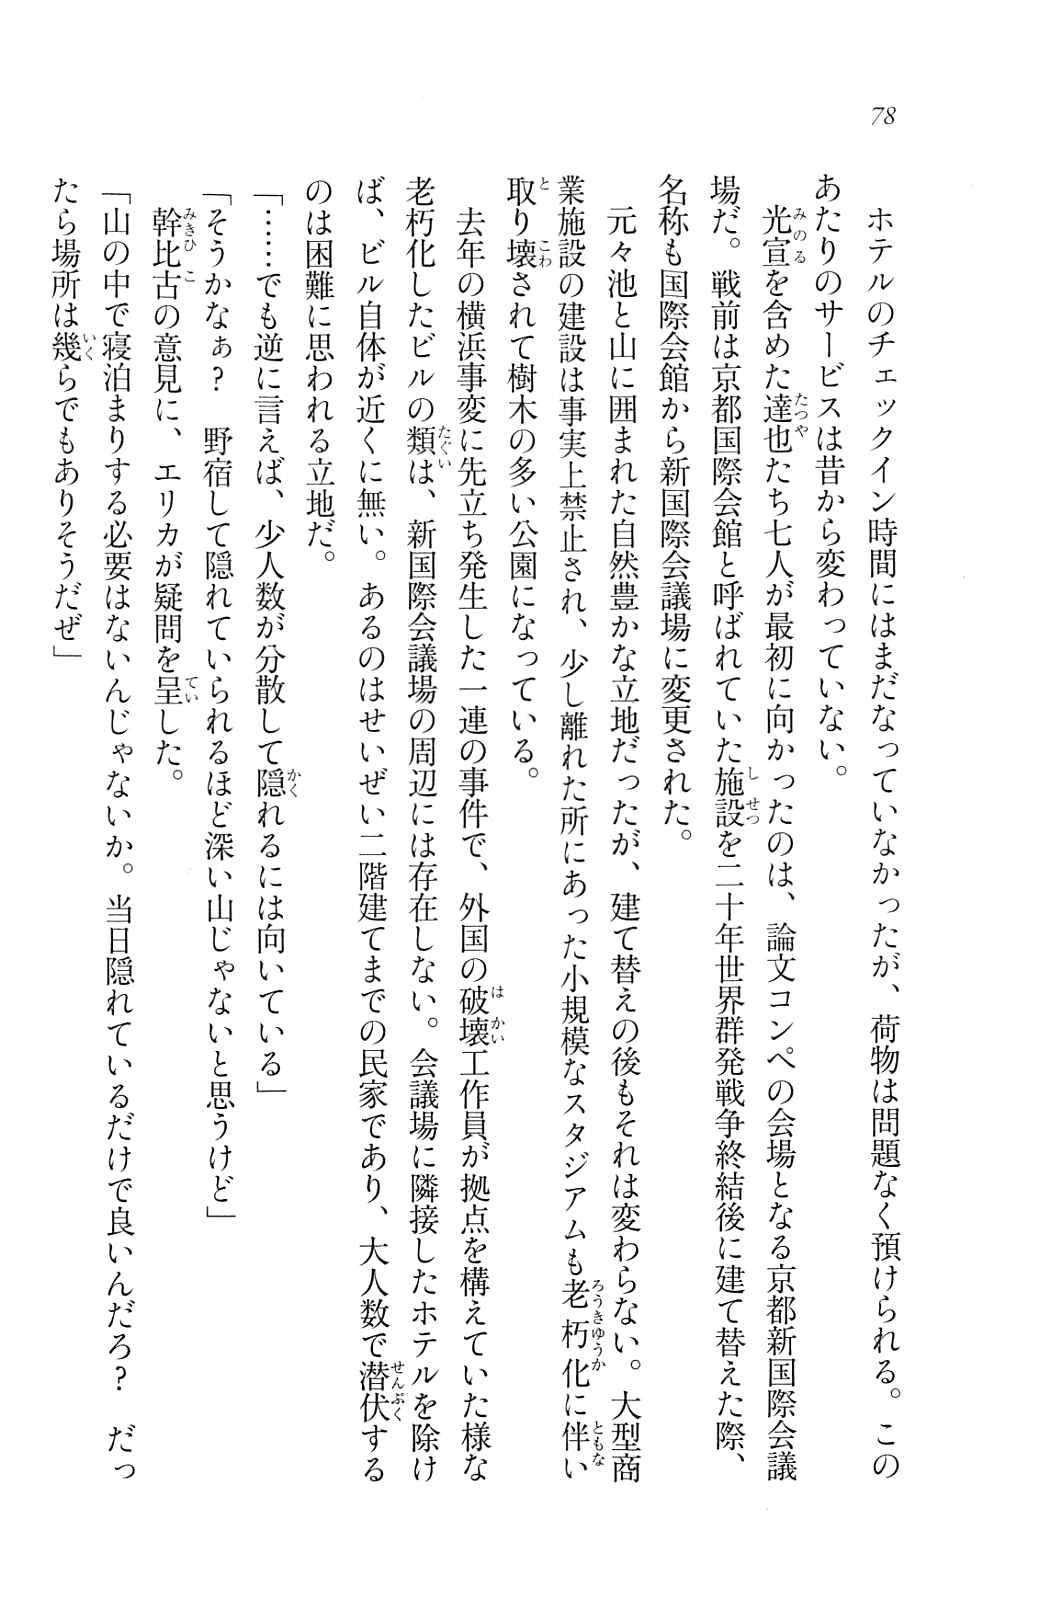 78
ホテルのチェックイン時間にはまだなっていなかったが、荷物は問題なく預けられる。この
あたりのサービスは昔から変わっていない。
光宣を含めた達也たち七人が最初に向かったのは、論文コンペの会場となる京都新国際会議
場だ。戦前は京都国際会館と呼ばれていた施設を二十年世界群発戦争終結後に建て替えた際、
名称も国際会館から新国際会議場に変更された。
元々池と山に囲まれた自然豊かな立地だったが、建て替えの後もそれは変わらない。大型商
業施設の建設は事実上禁止され、少し離れた所にあった小規模なスタジアムも老朽化に伴い
取り壊されて樹木の多い公園になっている。
去年の横浜事変に先立ち発生した一連の事件で、外国の破壊工作員が拠点を構えていた様な
老朽化したビルの類は、新国際会議場の周辺には存在しない。会議場に隣接したホテルを除け
ば、ビル自体が近くに無い。あるのはせいぜい二階建てまでの民家であり、大人数で潜伏する
のは困難に思われる立地だ。
「……でも逆に言えば、少人数が分散して隠れるには向いている」
「そうかなぁ？　野宿して隠れていられるほど深い山じゃないと思うけど」
幹比古の意見に、エリカが疑問を呈した。
「山の中で寝泊まりする必要はないんじゃないか。当日隠れているだけで良いんだろ？　だっ
たら場所は幾らでもありそうだぜ」